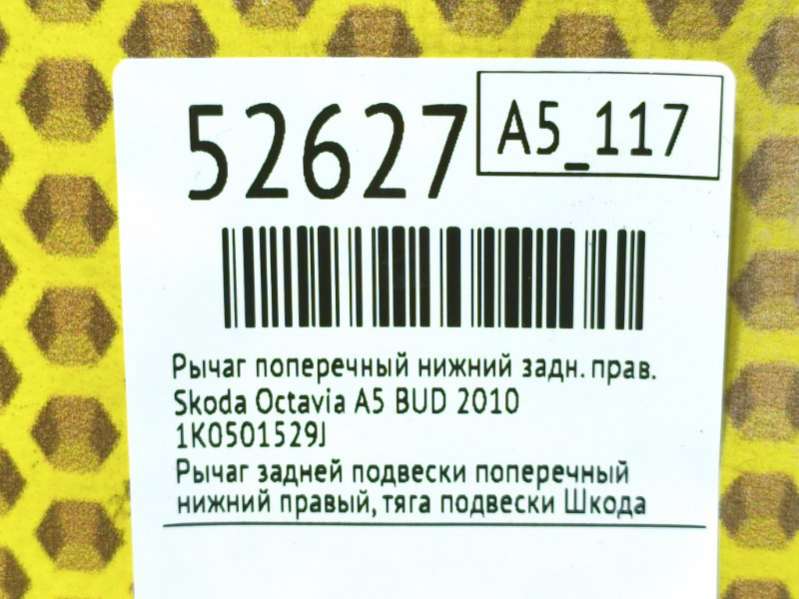 52627
A5_117
Рычаг поперечный нижний задн. прав.
Skoda Octavia A5 BUD 2010
1K0501529J
Рычаг задней подвески поперечный
нижний правый, тяга подвески Шкода